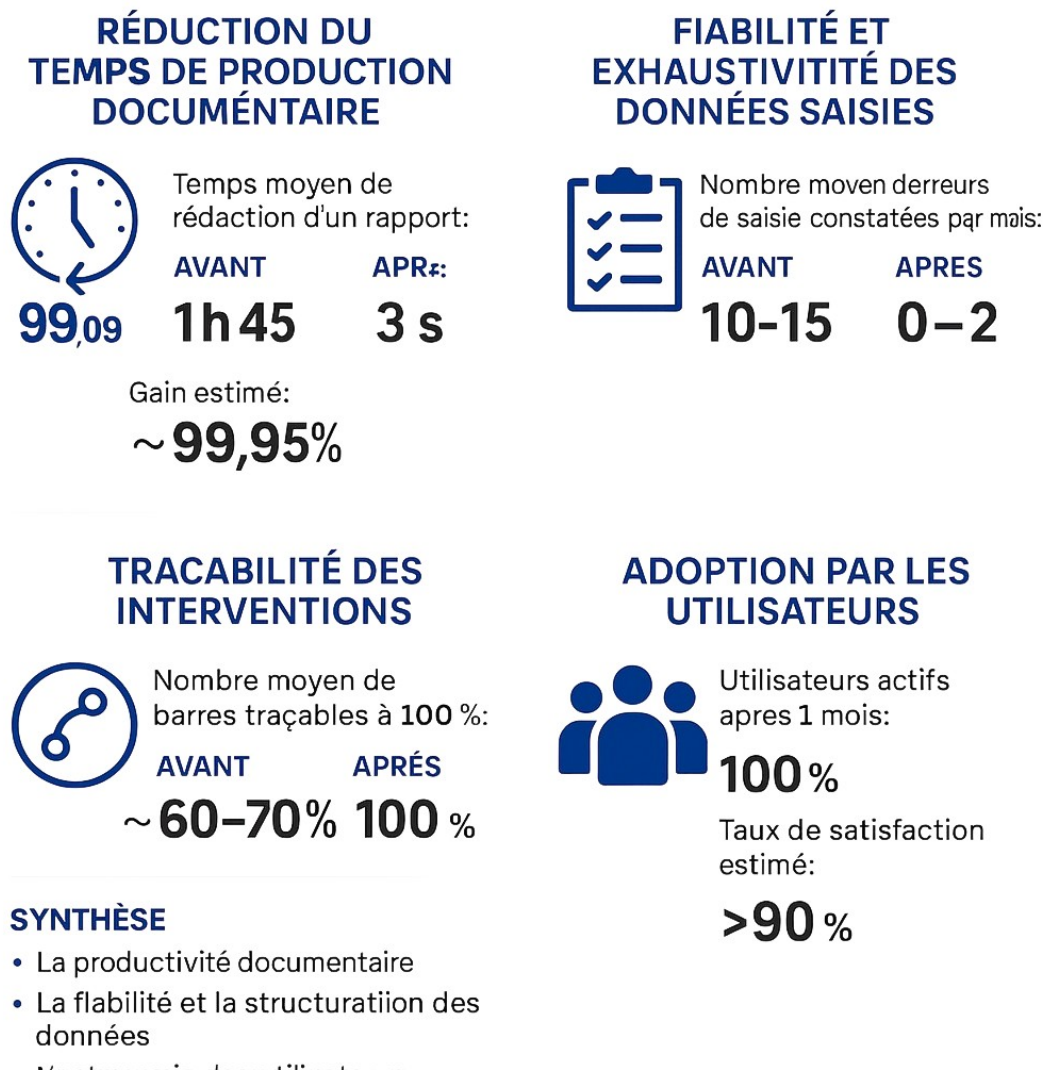 RÉDUCTION DU
TEMPS DE PRODUCTION
DOCUMÉNTAIRE
Temps moyen de
rédaction d'un rapport:
AVANT
1h45
3 s
99,09
Gain estimé:
~99,95%
FIABILITÉ ET
EXHAUSTIVITITÉ DES
DONNÉES SAISIES
Nombre moven derreurs
de saisie constatées par mais:
AVANT APRES
10-15 0–2
TRACABILITÉ DES
INTERVENTIONS
Nombre moyen de
barres traçables à 100 %:
AVANT APRÉS
~60–70% 100 %
ADOPTION PAR LES
UTILISATEURS
Utilisateurs actifs
apres 1 mois:
100 %
Taux de satisfaction
estimé:
>90 %
SYNTHÈSE
• La productivité documentaire
• La flabilité et la structuratiion des
données